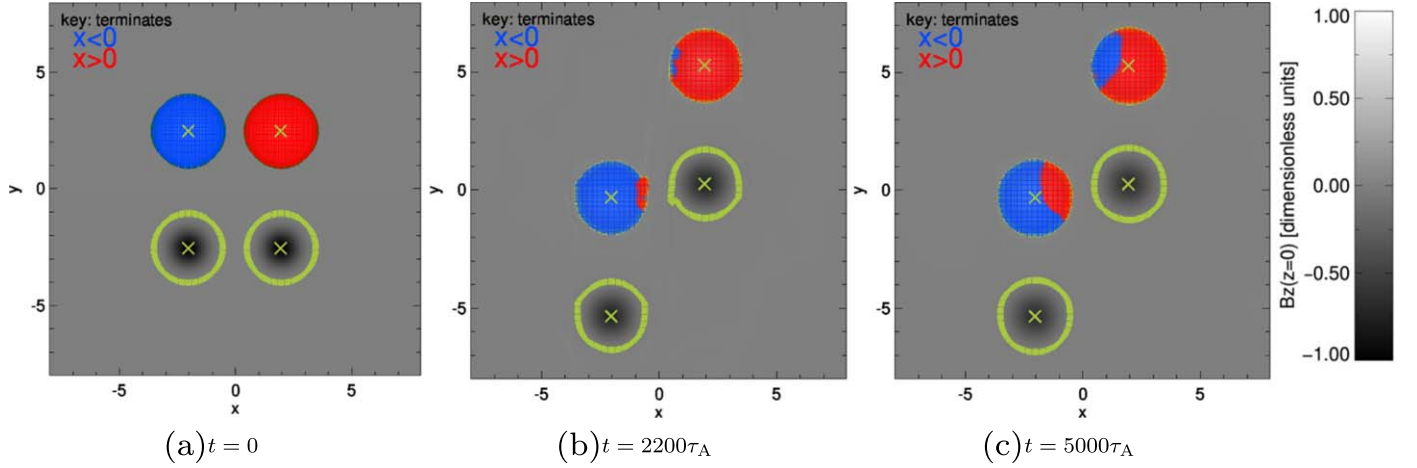 key: terminates
x<0
x>0
5
0
-5
y
-5
0
5
x
(a) t = 0
key: terminates
x<0
x>0
5
0
-5
y
-5
0
5
x
(b) t = 2200τA
key: terminates
x<0
x>0
5
0
-5
y
-5
0
5
x
(c) t = 5000τA
1.00
0.50
0.00
−0.50
−1.00
Bz(z=0) [dimensionless units]